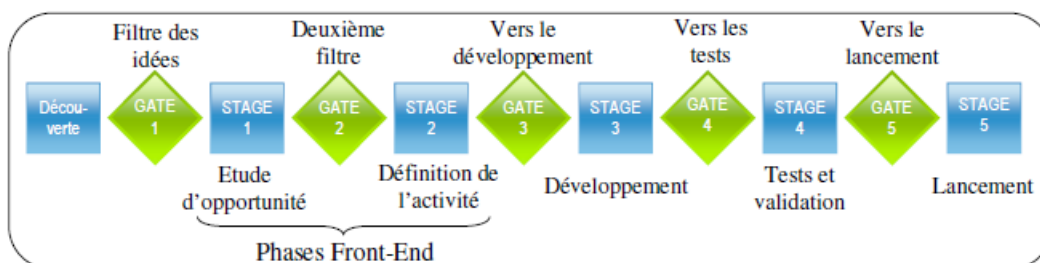 Filtre des
idées
Deuxième
filtre
Vers le
développement
Vers les
tests
Vers le
lancement
Décou-
verte
GATE
1
STAGE
1
GATE
2
STAGE
2
GATE
3
STAGE
3
GATE
4
STAGE
4
GATE
5
STAGE
5
Etude
d'opportunité
Définition de
l'activité
Développement
Tests et
validation
Lancement
Phases Front-End